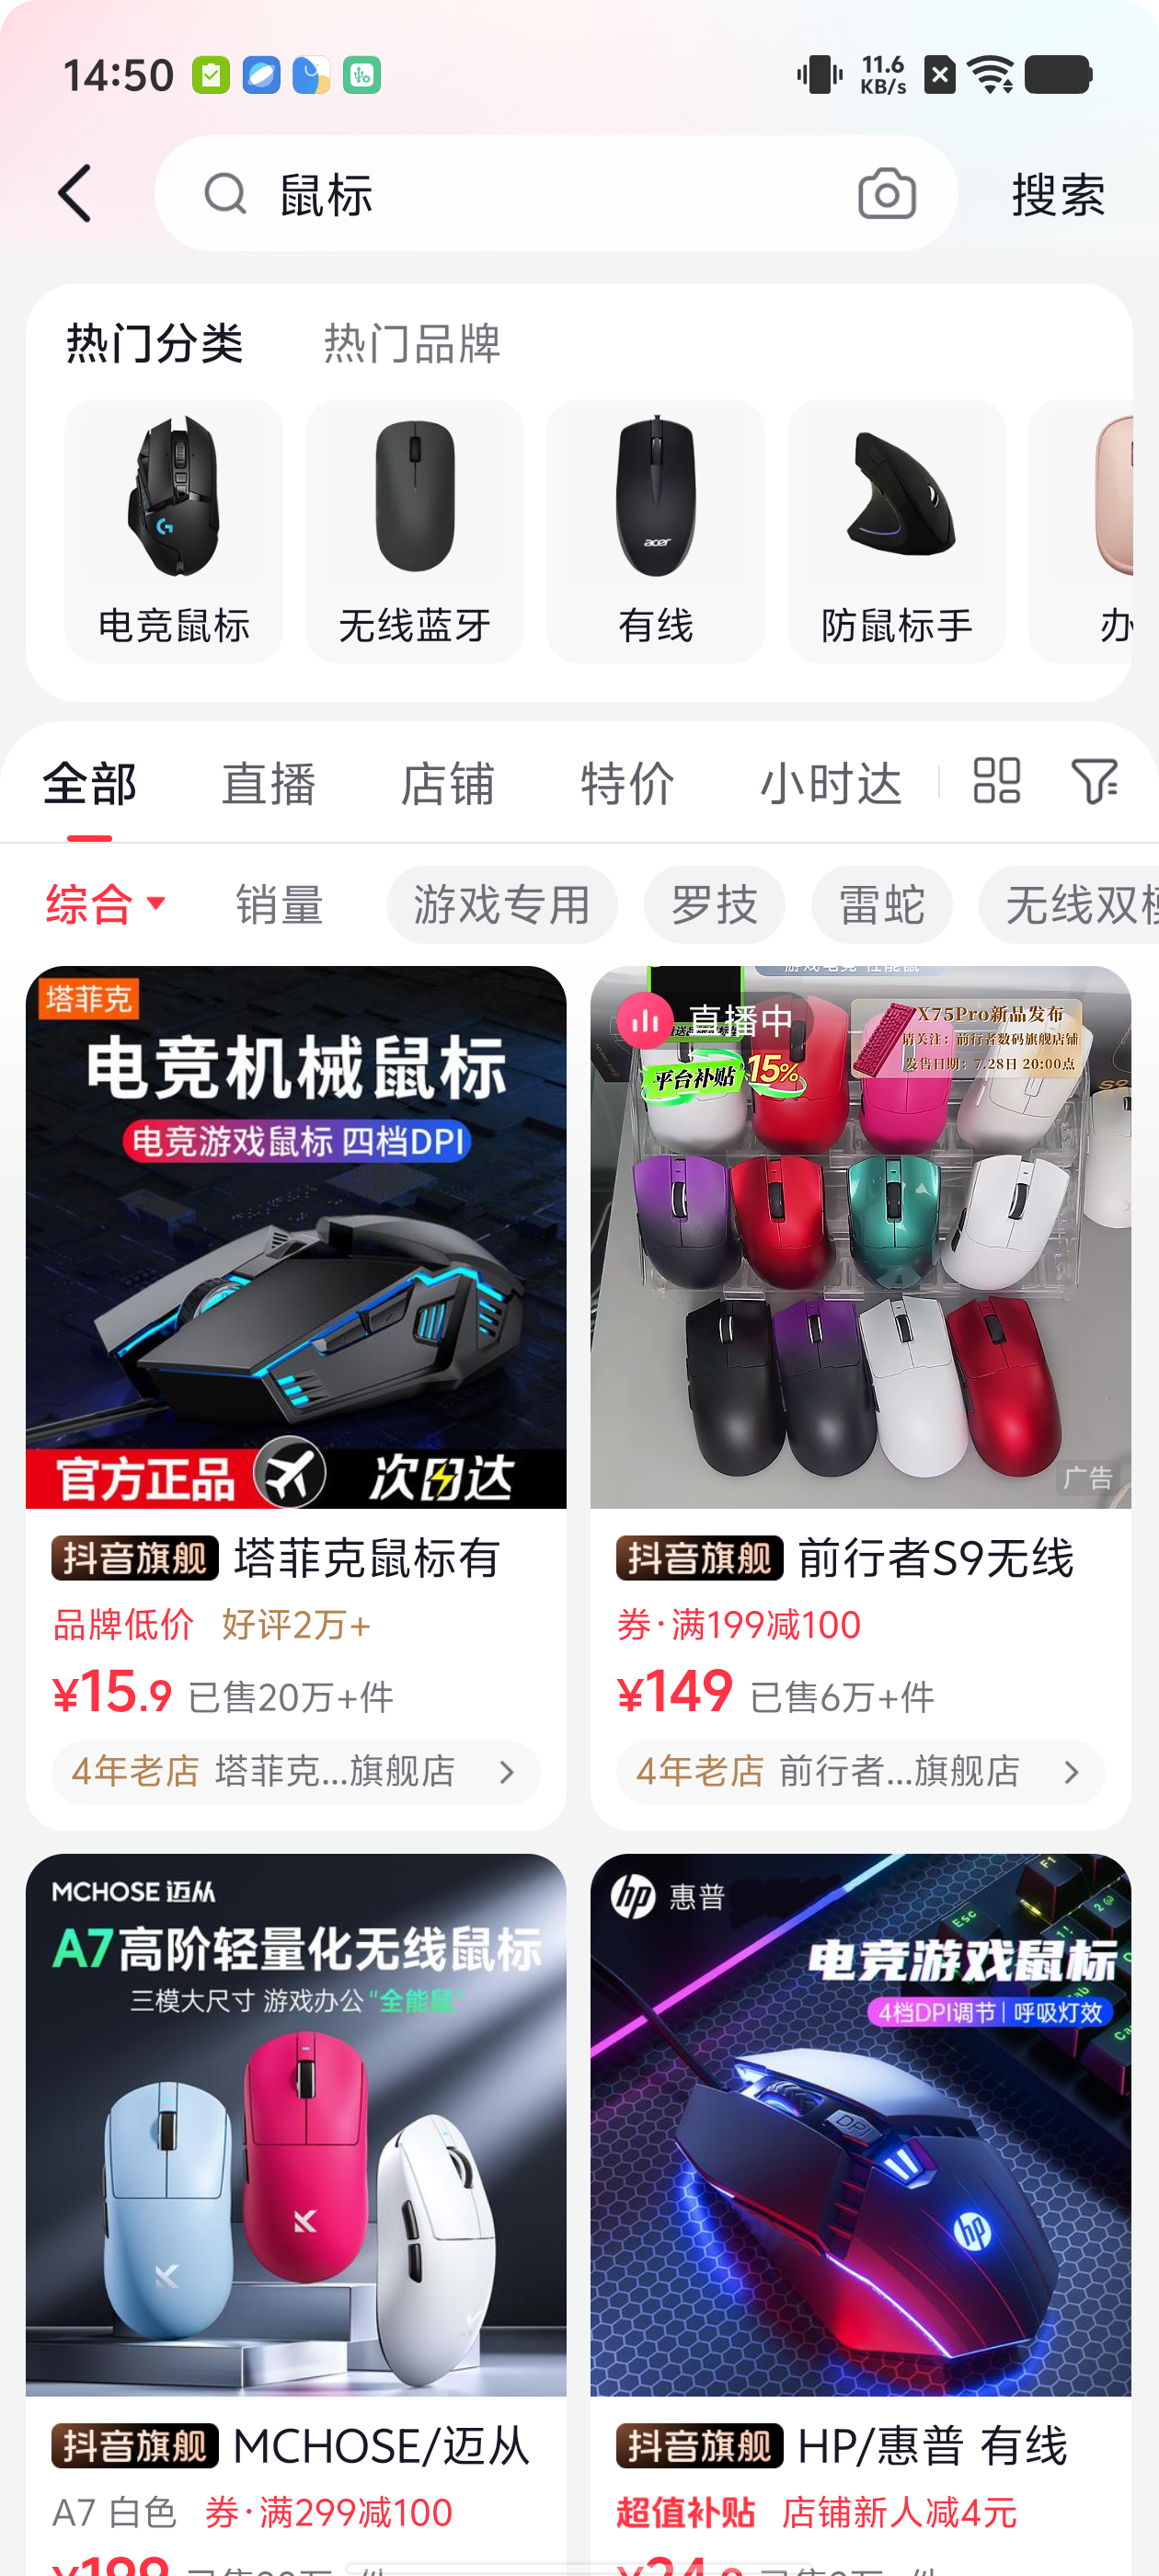 14:50
11.6
KB/s
鼠标
搜索
热门分类
热门品牌
acer
电竞鼠标
无线蓝牙
有线
防鼠标手
全部
直播
店铺
特价
小时达
综合
销量
游戏专用
罗技
雷蛇
无线双模
塔菲克
电竞机械鼠标
电竞游戏鼠标 四档DPI
官方正品
次日达
抖音旗舰 塔菲克鼠标有
品牌低价 好评2万+
¥15.9 已售20万+件
4年老店 塔菲克...旗舰店
直播中
平台补贴 15%
X75Pro新品发布
请关注：前行者数码旗舰店铺
发售日期：7.28日 20:00点
广告
抖音旗舰 前行者S9无线
券·满199减100
¥149 已售6万+件
4年老店 前行者...旗舰店
MCHOSE 迈从
A7高阶轻量化无线鼠标
三模大尺寸 游戏办公“全能鼠”
抖音旗舰 MCHOSE/迈从
A7 白色 券·满299减100
hp 惠普
F1
Esc
电竞游戏鼠标
4档DPI调节 | 呼吸灯效
DPI
hp
抖音旗舰 HP/惠普 有线
超值补贴 店铺新人减4元